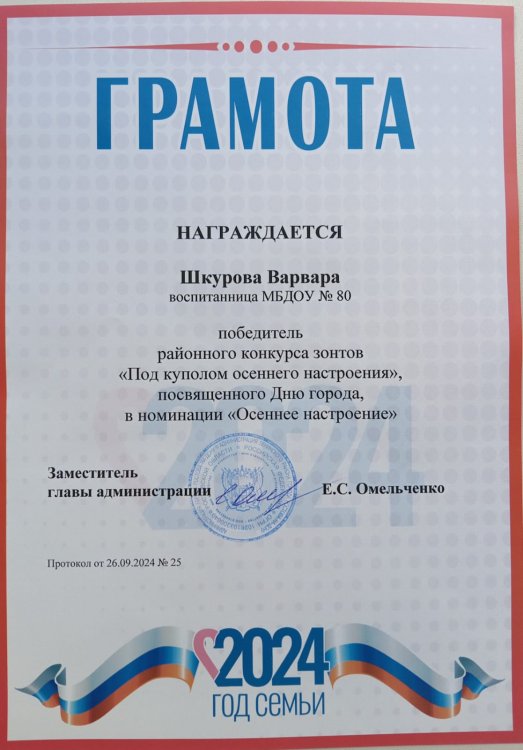 ГРАМОТА
НАГРАЖДАЕТСЯ
Шкурова Варвара
воспитанница МБДОУ № 80
победитель
районного конкурса зонтов
«Под куполом осеннего настроения»,
посвященного Дню города,
в номинации «Осеннее настроение»
2024
Заместитель
главы администрации
Е.С. Омельченко
Протокол от 26.09.2024 № 25
2024
ГОД СЕМЬИ